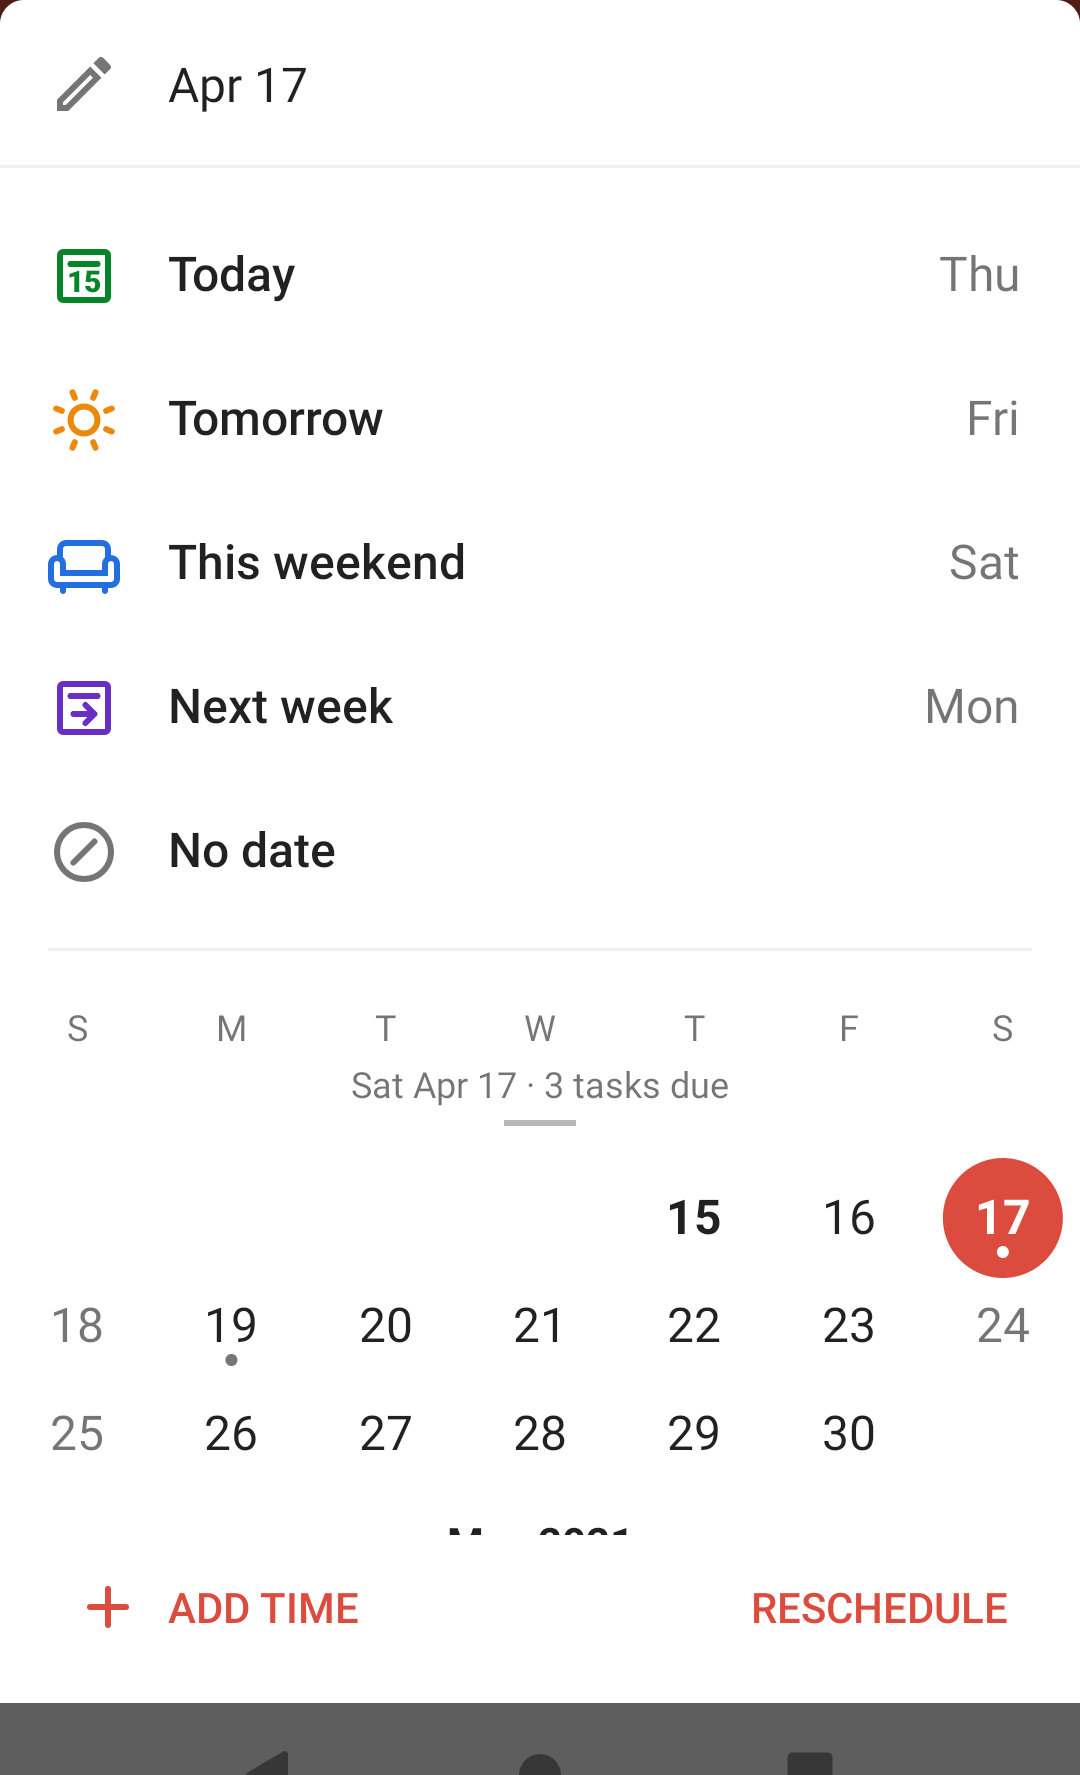 Apr 17
15
Today Thu
Tomorrow Fri
This weekend Sat
Next week Mon
No date
S M T W T F S
Sat Apr 17 · 3 tasks due
15 16 17
18 19 20 21 22 23 24
25 26 27 28 29 30
2021
ADD TIME RESCHEDULE